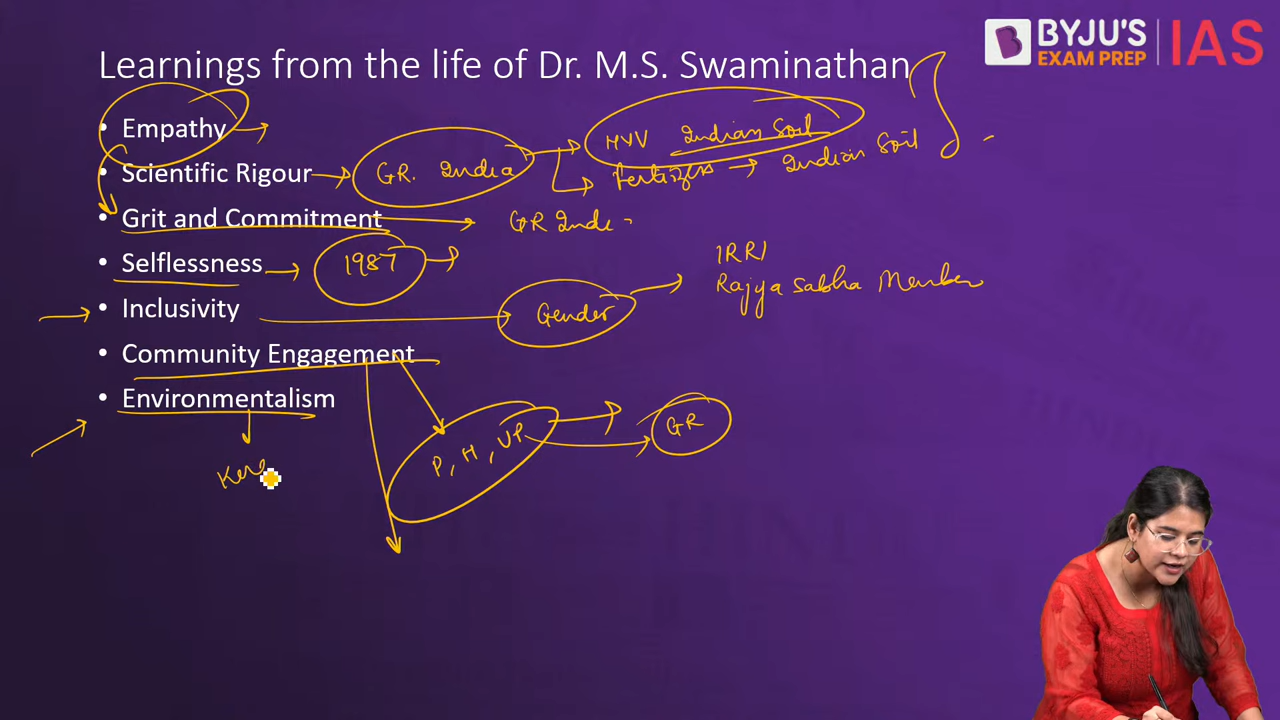 Learnings from the life of Dr. M.S. Swaminathan
BYJU'S
EXAM PREP
IAS
• Empathy
• Scientific Rigour
GR. India
HYV Indian Soil
Indian Soil
• Grit and Commitment
GR
• Selflessness
1987
IRRI
Rajya Sabha Member
• Inclusivity
Gender
• Community Engagement
• Environmentalism
P, H, UP
GR